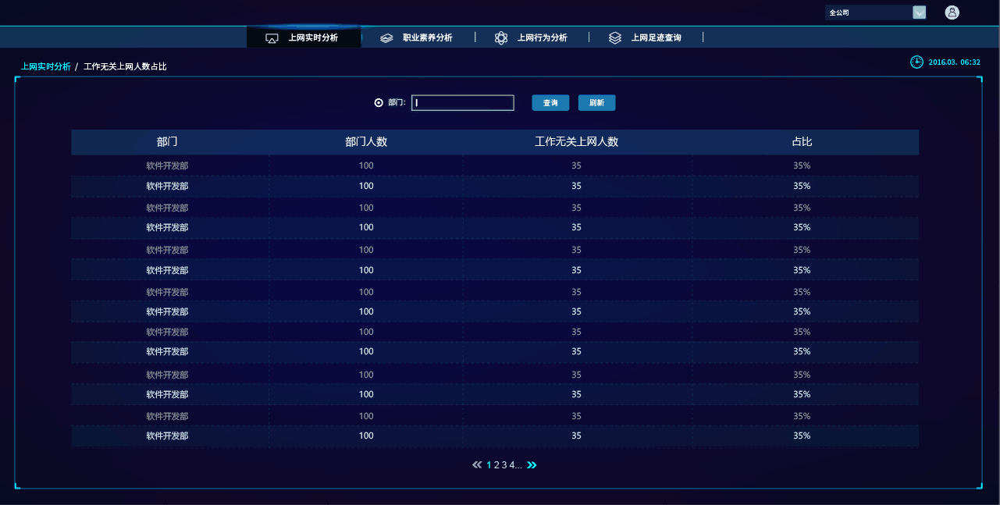 全公司
上网实时分析 职业素养分析 上网行为分析 上网足迹查询
上网实时分析 / 工作无关上网人数占比
2016.03. 06:32
部门: 查询 刷新
部门 部门人数 工作无关上网人数 占比
软件开发部 100 35 35%
软件开发部 100 35 35%
软件开发部 100 35 35%
软件开发部 100 35 35%
软件开发部 100 35 35%
软件开发部 100 35 35%
软件开发部 100 35 35%
软件开发部 100 35 35%
软件开发部 100 35 35%
软件开发部 100 35 35%
软件开发部 100 35 35%
软件开发部 100 35 35%
软件开发部 100 35 35%
软件开发部 100 35 35%
1 2 3 4...